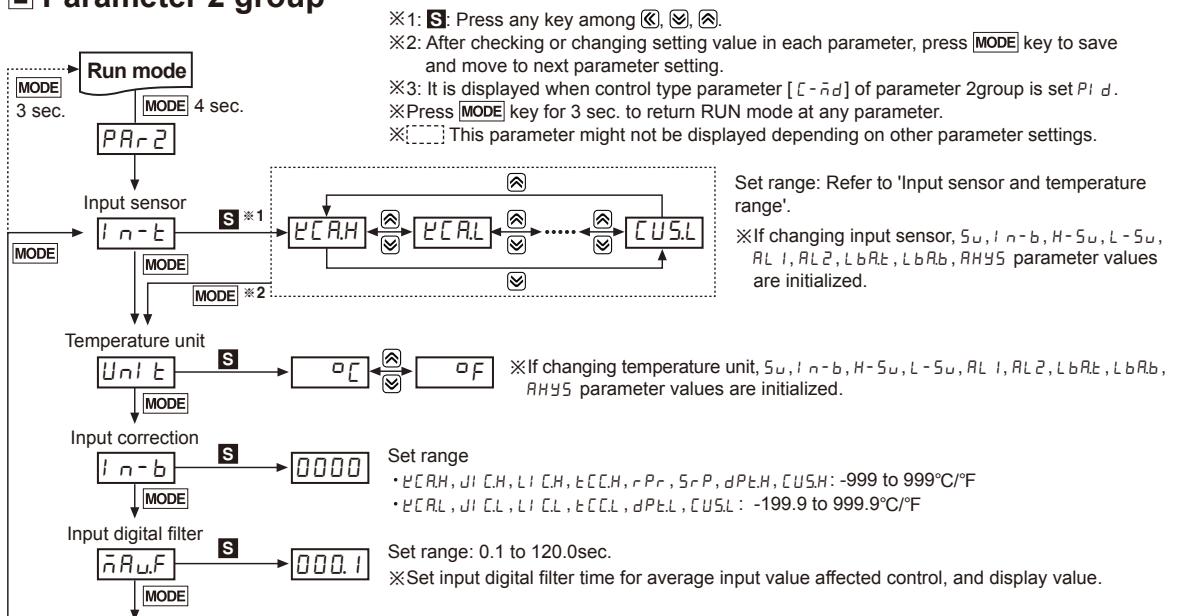 Parameter 2 group
※1: S: Press any key among «, ︾, ︽.
※2: After checking or changing setting value in each parameter, press MODE key to save
and move to next parameter setting.
※3: It is displayed when control type parameter [C-md] of parameter 2group is set PId.
※Press MODE key for 3 sec. to return RUN mode at any parameter.
※[ ] This parameter might not be displayed depending on other parameter settings.
Run mode
MODE
3 sec.
MODE 4 sec.
PAr2
Input sensor
In-t
S ※1
KCA.H
KCA.L
CUS.L
MODE
MODE
MODE ※2
Set range: Refer to 'Input sensor and temperature
range'.
※If changing input sensor, Sv, In-b, H-Sv, L-Sv,
AL1, AL2, LbA.t, LbA.b, AHYS parameter values
are initialized.
Temperature unit
UnIt
S
°C
°F
MODE
※If changing temperature unit, Sv, In-b, H-Sv, L-Sv, AL1, AL2, LbA.t, LbA.b,
AHYS parameter values are initialized.
Input correction
In-b
S
0000
MODE
Set range
•KCA.H, JIC.H, LIC.H, tCC.H, rPr, SrP, dPt.H, CUS.H: -999 to 999°C/°F
•KCA.L, JIC.L, LIC.L, tCC.L, dPt.L, CUS.L: -199.9 to 999.9°C/°F
Input digital filter
mAv.F
S
000.1
MODE
Set range: 0.1 to 120.0sec.
※Set input digital filter time for average input value affected control, and display value.